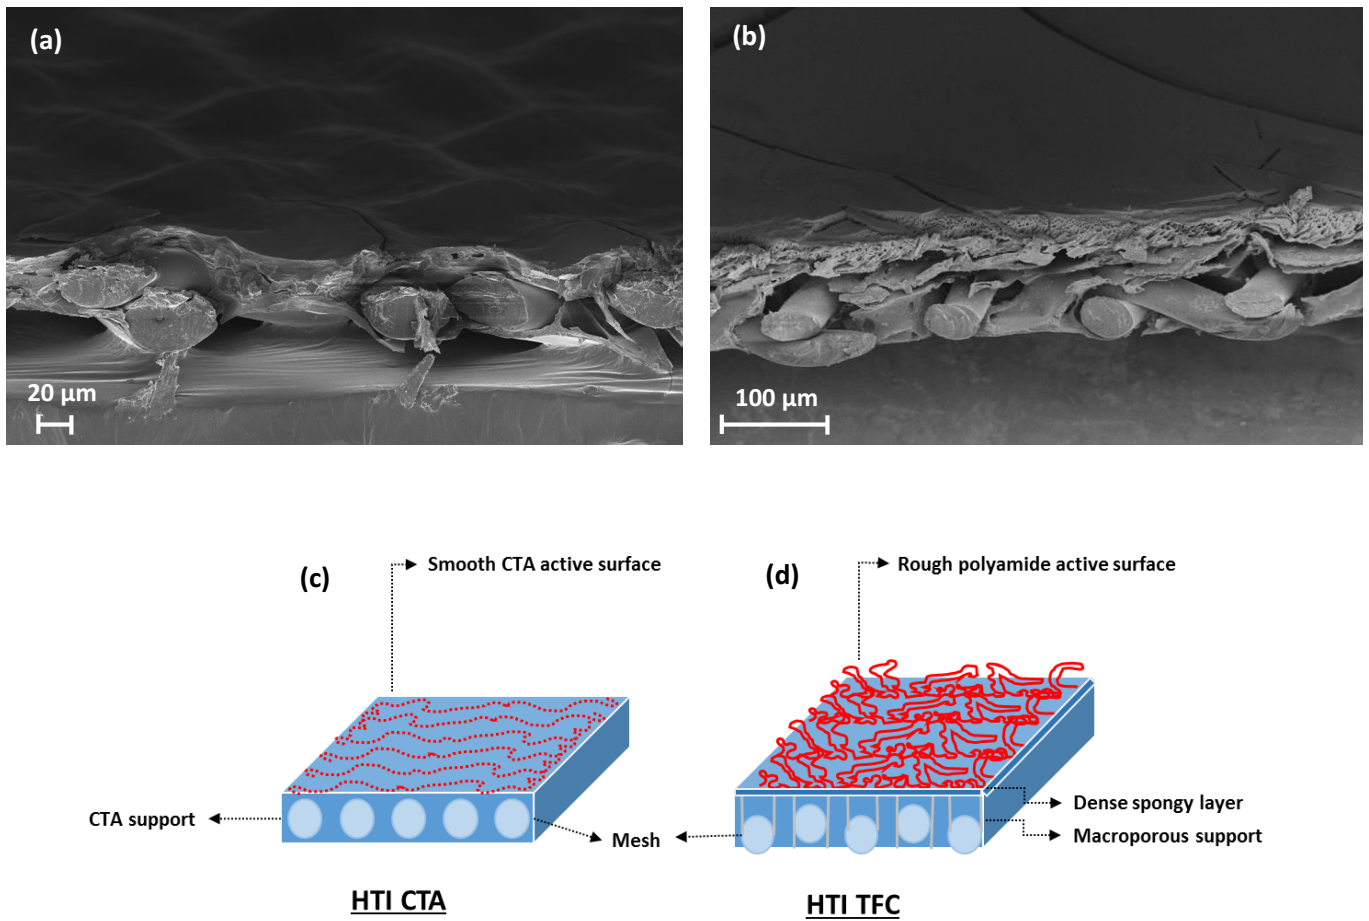 (a)
(b)
20 µm
100 µm
(c)
Smooth CTA active surface
(d)
Rough polyamide active surface
CTA support
Mesh
Dense spongy layer
Macroporous support
HTI CTA
HTI TFC